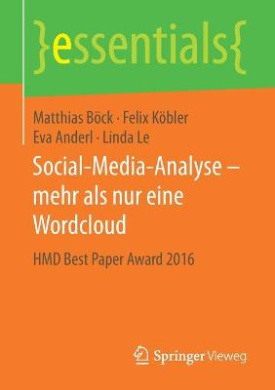 }essentials{
Matthias Böck · Felix Köbler
Eva Anderl · Linda Le
Social-Media-Analyse –
mehr als nur eine
Wordcloud
HMD Best Paper Award 2016
Springer Vieweg